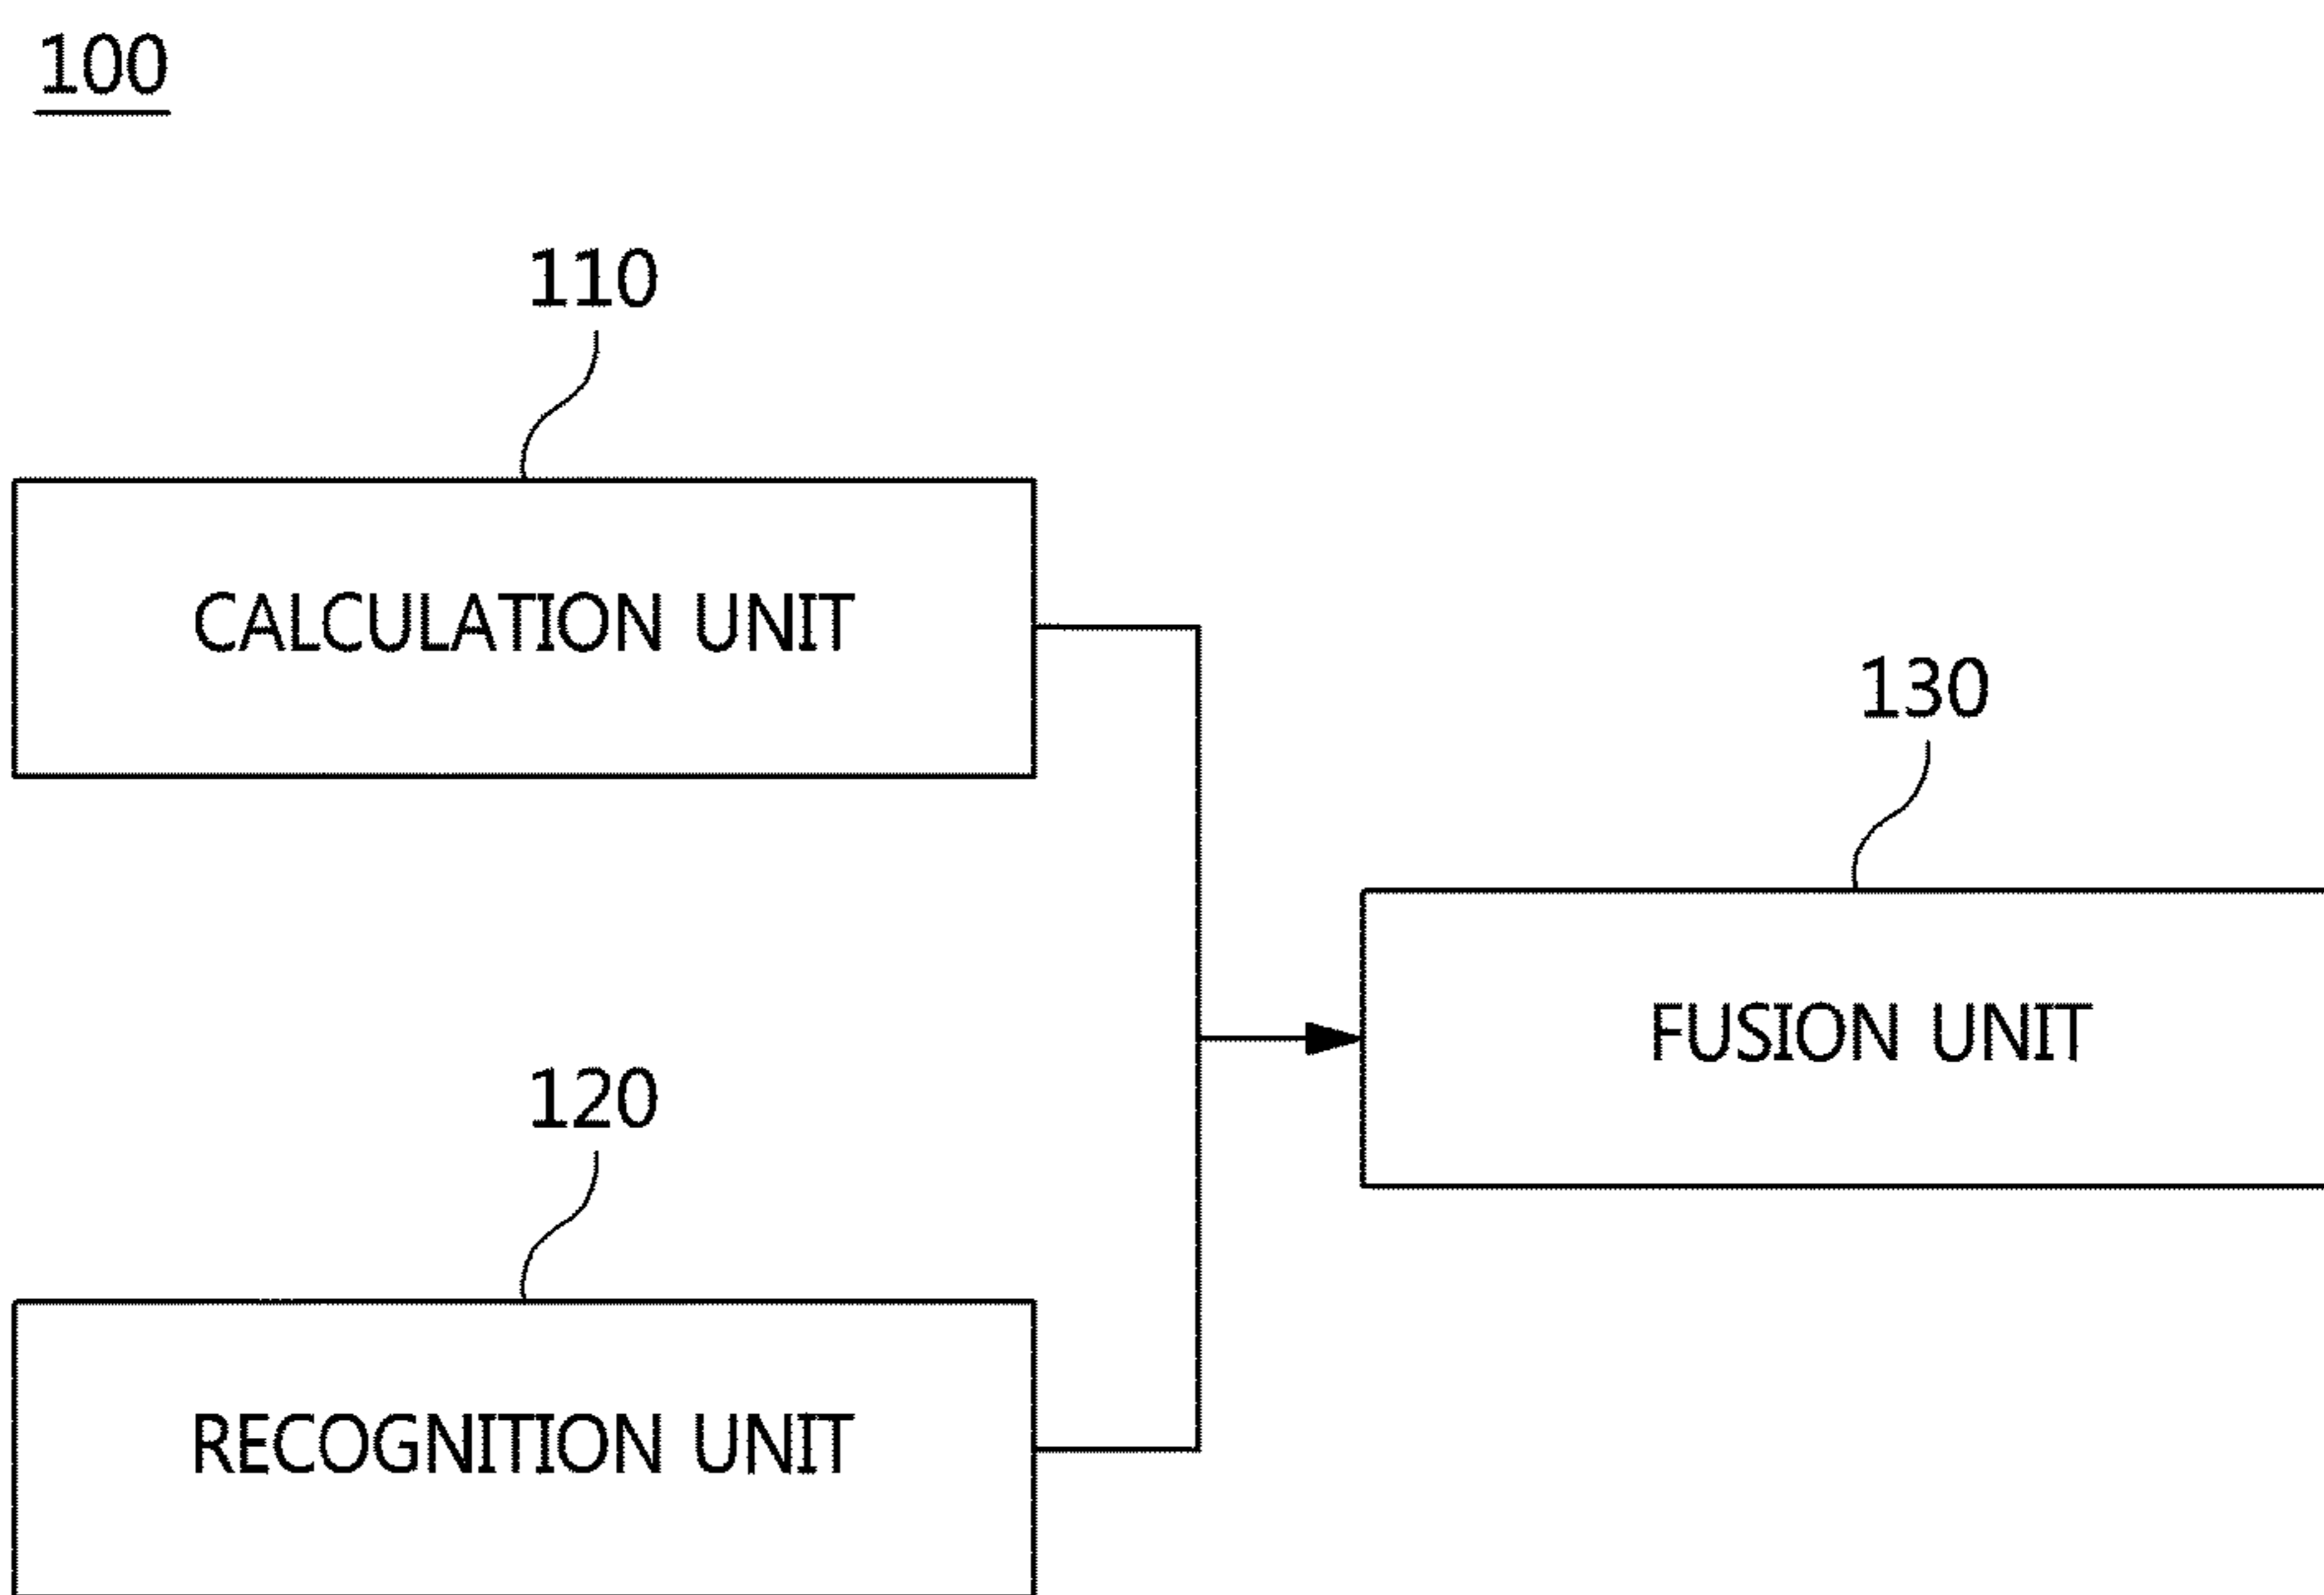 100
110
CALCULATION UNIT
130
FUSION UNIT
120
RECOGNITION UNIT